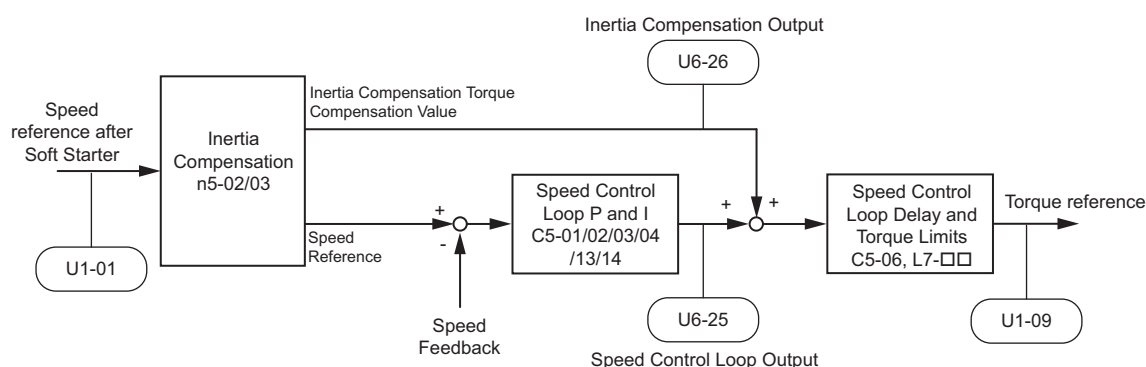 Inertia Compensation Output
U6-26
Inertia Compensation Torque
Compensation Value
Speed
reference after
Soft Starter
Inertia
Compensation
n5-02/03
U1-01
+
-
Speed
Reference
Speed
Feedback
Speed Control
Loop P and I
C5-01/02/03/04
/13/14
+
+
U6-25
Speed Control Loop Output
Speed Control
Loop Delay and
Torque Limits
C5-06, L7-□□
Torque reference
U1-09